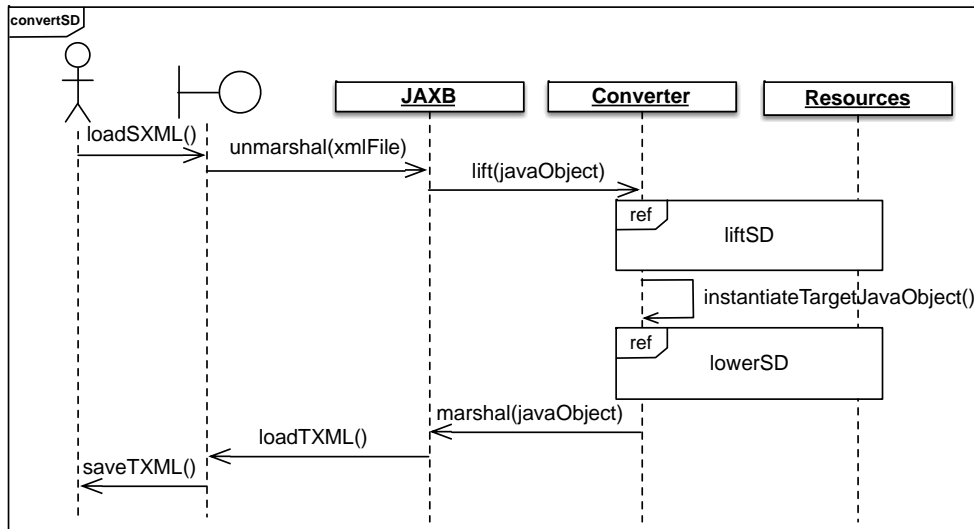 convertSD
JAXB
Converter
Resources
loadSXML()
unmarshal(xmlFile)
lift(javaObject)
ref
liftSD
instantiateTargetJavaObject()
ref
lowerSD
marshal(javaObject)
loadTXML()
saveTXML()